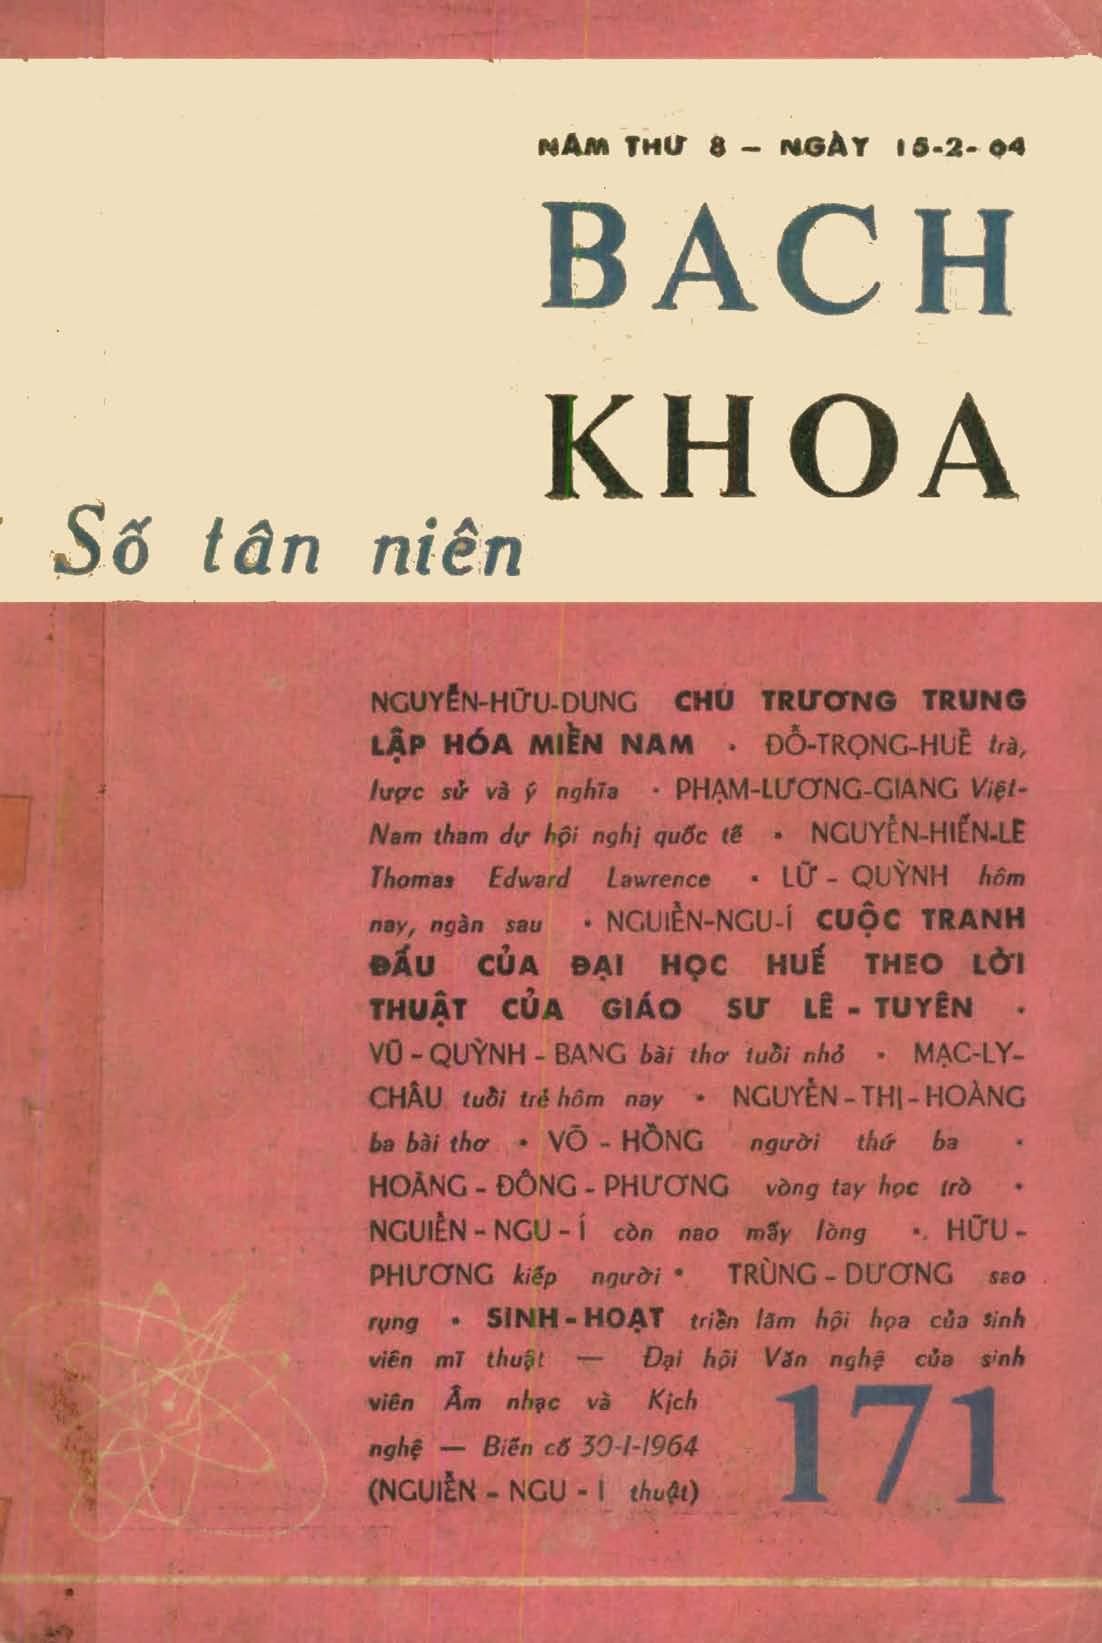 NĂM THỨ 8 — NGÀY 15-2-64
BACH
KHOA
Số tân niên
NGUYỄN-HỮU-DUNG CHỦ TRƯƠNG TRUNG
LẬP HÓA MIỀN NAM • ĐỖ-TRỌNG-HUỀ trà,
lược sử và ý nghĩa • PHẠM-LƯƠNG-GIANG Việt-
Nam tham dự hội nghị quốc tế • NGUYỄN-HIẾN-LÊ
Thomas Edward Lawrence • LỮ - QUỲNH hôm
nay, ngàn sau • NGUIỄN-NGU-Í CUỘC TRANH
ĐẤU CỦA ĐẠI HỌC HUẾ THEO LỜI
THUẬT CỦA GIÁO SƯ LÊ - TUYÊN •
VŨ - QUỲNH - BANG bài thơ tuổi nhỏ • MẠC-LY-
CHÂU tuổi trẻ hôm nay • NGUYỄN - THỊ - HOÀNG
ba bài thơ • VÕ - HỒNG người thứ ba •
HOÀNG - ĐÔNG - PHƯƠNG vòng tay học trò •
NGUIỄN - NGU - Í còn nao mấy lòng • HỮU -
PHƯƠNG kiếp người • TRÙNG - DƯƠNG sao
rụng • SINH - HOẠT triển lãm hội họa của sinh
viên mĩ thuật — Đại hội Văn nghệ của sinh
viên Âm nhạc và Kịch
nghệ — Biến cố 30-1-1964
(NGUIỄN - NGU - Í thuật)
171